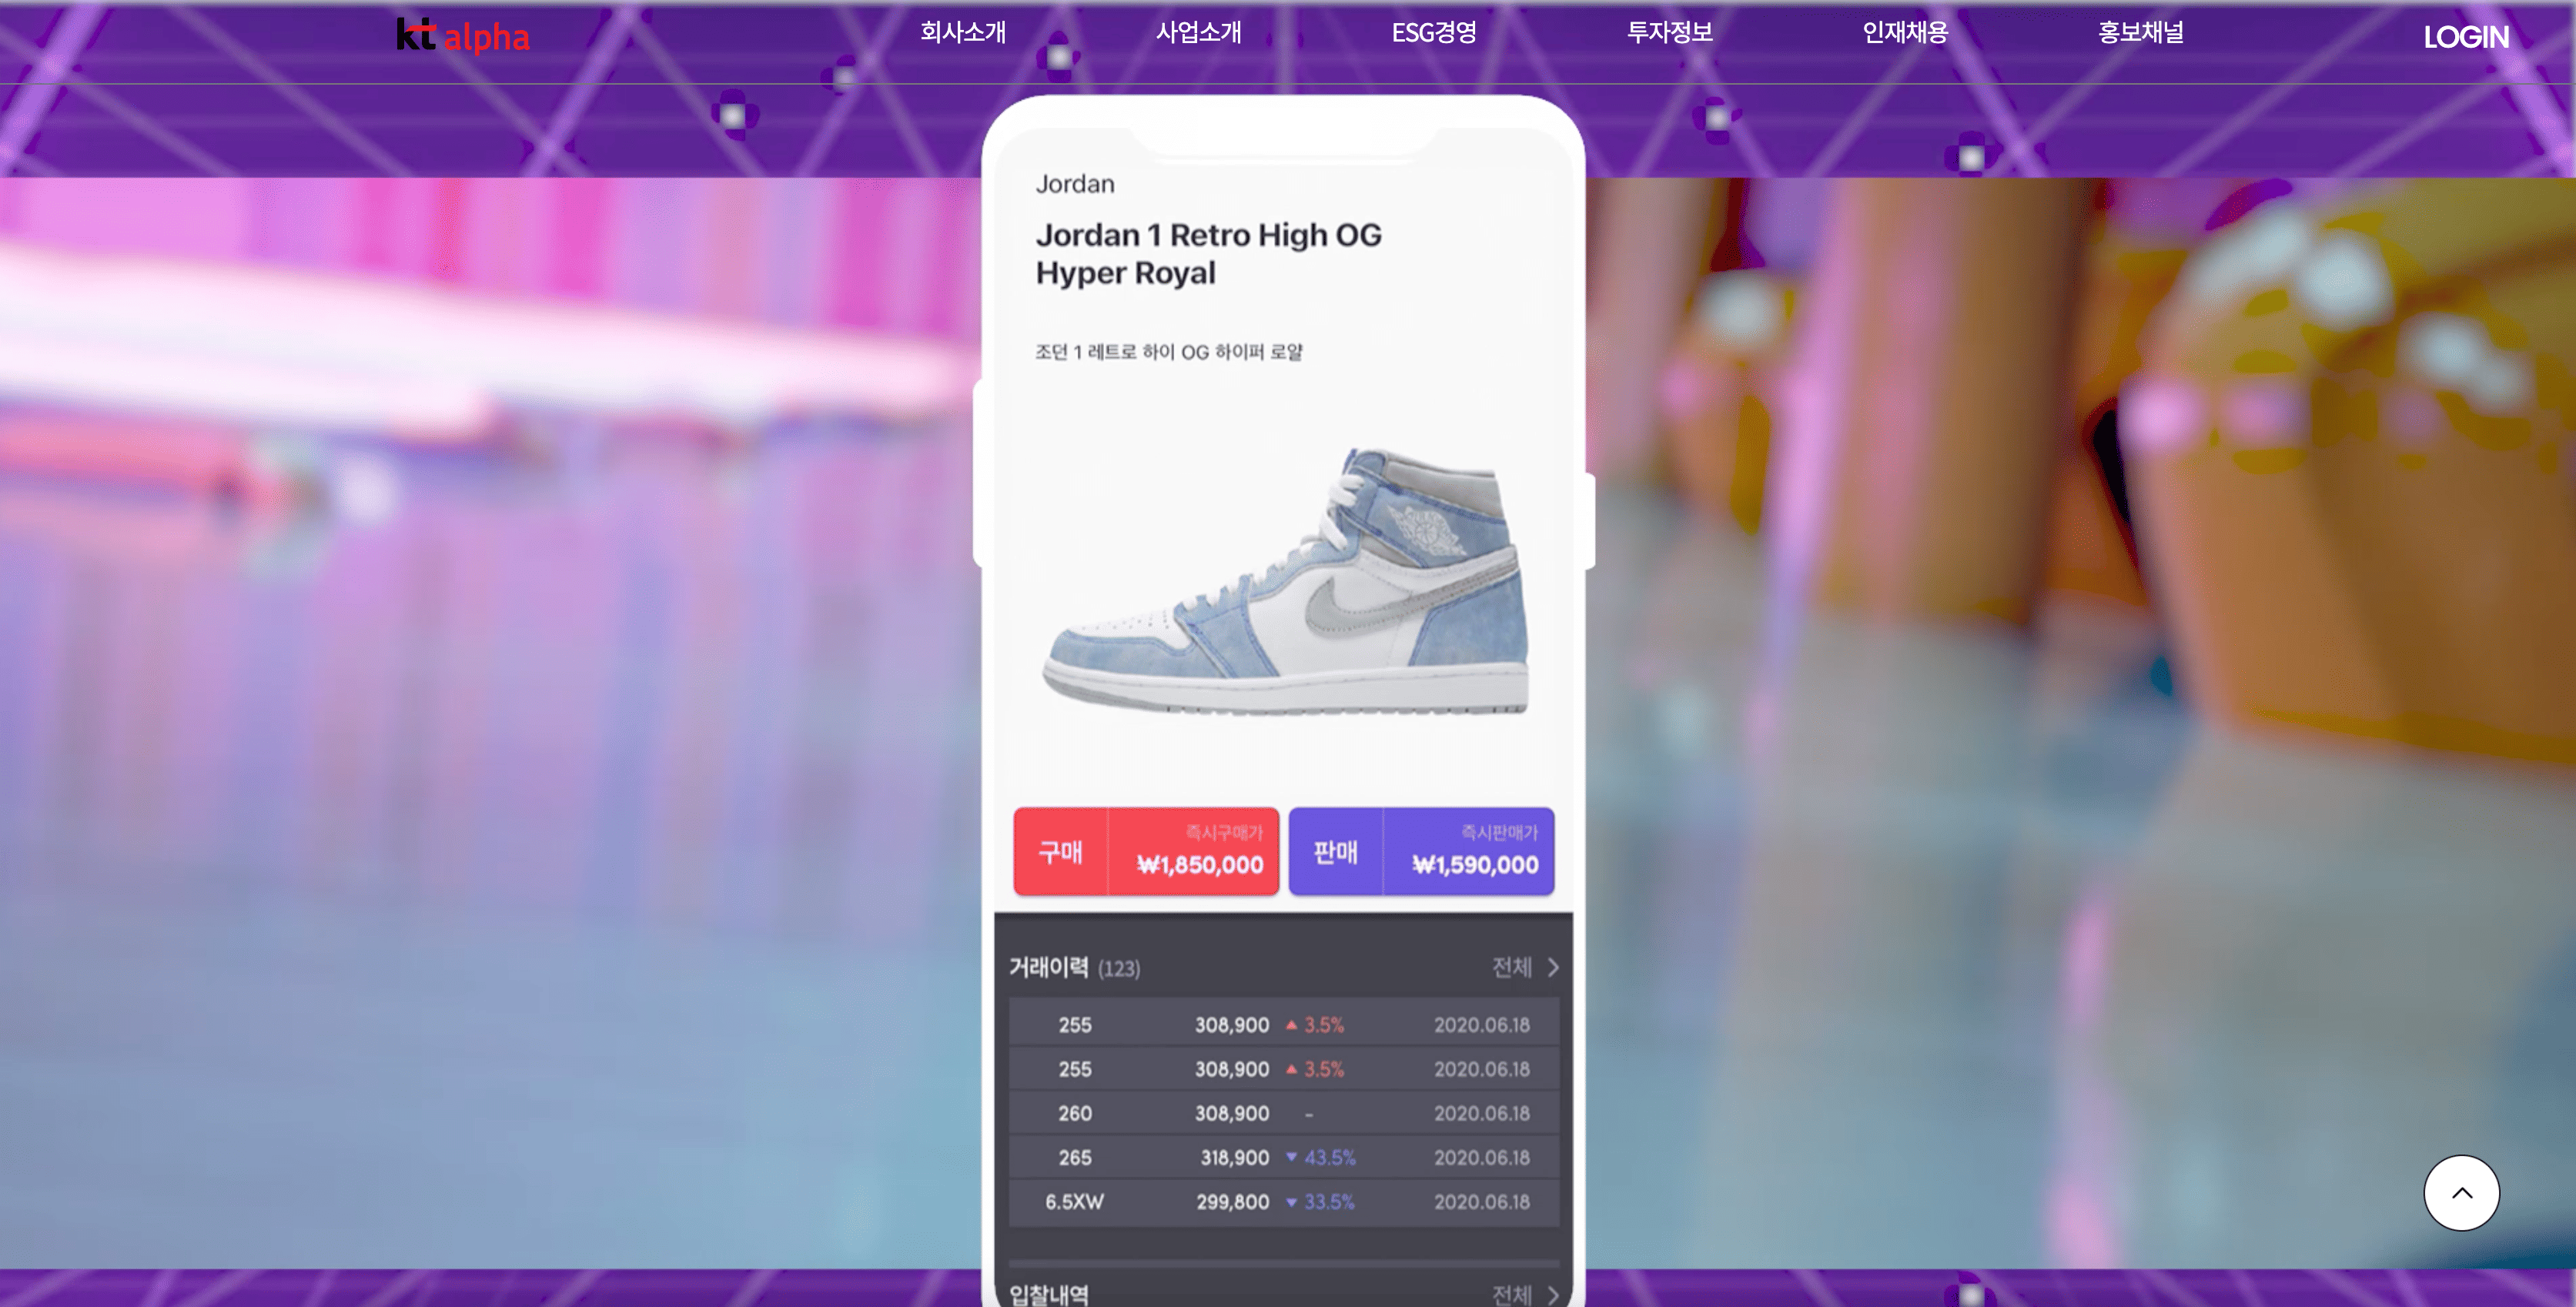 kt alpha
회사소개 사업소개 ESG경영 투자정보 인재채용 홍보채널 LOGIN
Jordan
Jordan 1 Retro High OG
Hyper Royal
조던 1 레트로 하이 OG 하이퍼 로얄
구매 즉시구매가 ₩1,850,000
판매 즉시판매가 ₩1,590,000
거래이력 (123) 전체 >
255 308,900 ▲ 3.5% 2020.06.18
255 308,900 ▲ 3.5% 2020.06.18
260 308,900 - 2020.06.18
265 318,900 ▼ 43.5% 2020.06.18
6.5XW 299,800 ▼ 33.5% 2020.06.18
입찰내역 전체 >